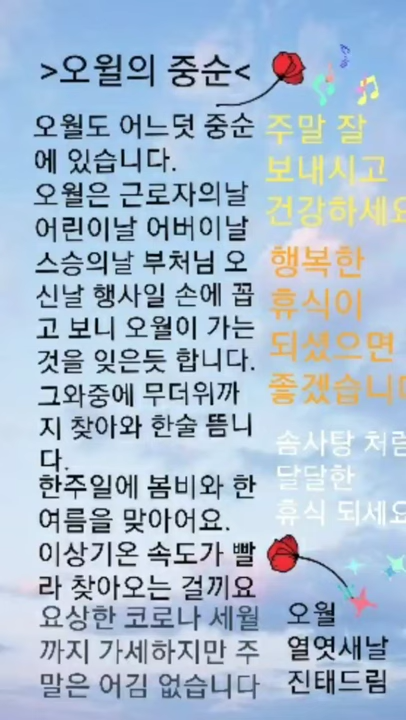 >오월의 중순<
오월도 어느덧 중순
에 있습니다.
오월은 근로자의날
어린이날 어버이날
스승의날 부처님 오
신날 행사일 손에 꼽
고 보니 오월이 가는
것을 잊은듯 합니다.
그와중에 무더위까
지 찾아와 한술 뜸니
다.
한주일에 봄비와 한
여름을 맞아어요.
이상기온 속도가 빨
라 찾아오는 걸끼요
요상한 코로나 세월
까지 가세하지만 주
말은 어김 없습니다
주말 잘
보내시고
건강하세요
행복한
휴식이
되셨으면
좋겠습니다
솜사탕 처럼
달달한
휴식 되세요
오월
열엿새날
진태드림